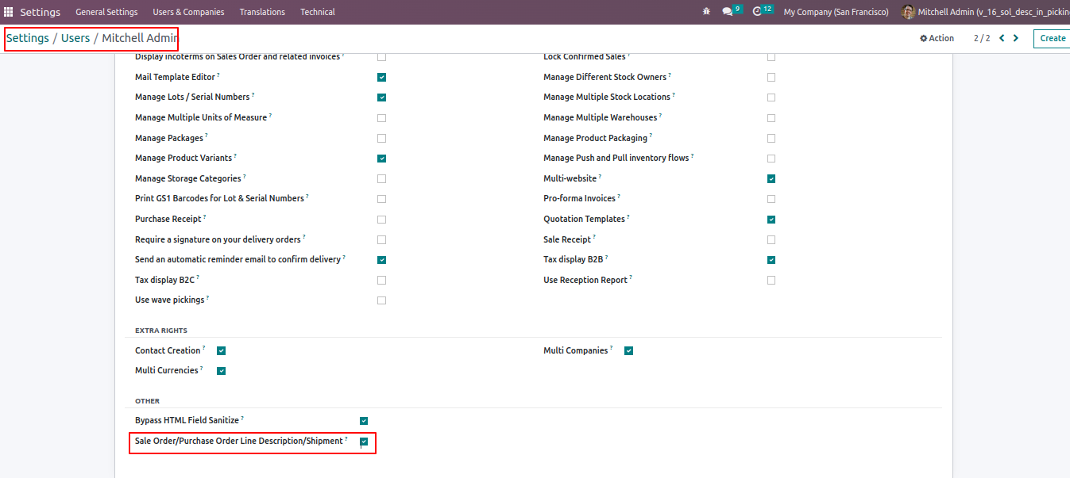 Settings General Settings Users & Companies Translations Technical 9 12 My Company (San Francisco) Mitchell Admin (v_16_sol_desc_in_pickin
Settings / Users / Mitchell Admin Action 2 / 2 Create
Display incoterms on Sales Order and related invoices ? Lock Confirmed Sales ?
Mail Template Editor ? Manage Different Stock Owners ?
Manage Lots / Serial Numbers ? Manage Multiple Stock Locations ?
Manage Multiple Units of Measure ? Manage Multiple Warehouses ?
Manage Packages ? Manage Product Packaging ?
Manage Product Variants ? Manage Push and Pull inventory flows ?
Manage Storage Categories ? Multi-website ?
Print GS1 Barcodes for Lot & Serial Numbers ? Pro-forma Invoices ?
Purchase Receipt ? Quotation Templates ?
Require a signature on your delivery orders ? Sale Receipt ?
Send an automatic reminder email to confirm delivery ? Tax display B2B ?
Tax display B2C ? Use Reception Report ?
Use wave pickings ?
EXTRA RIGHTS
Contact Creation ? Multi Companies ?
Multi Currencies ?
OTHER
Bypass HTML Field Sanitize ?
Sale Order/Purchase Order Line Description/Shipment ?